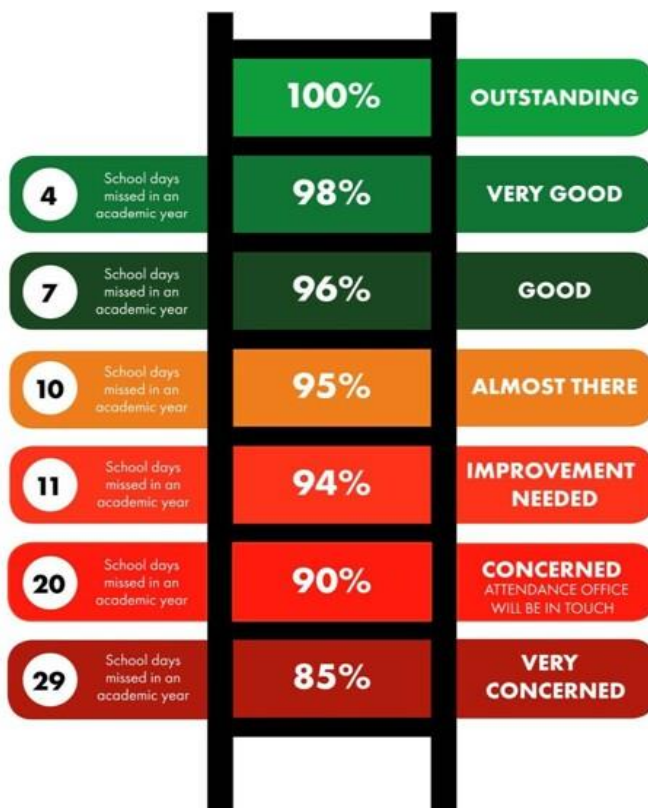 100%
OUTSTANDING
4
School days
missed in an
academic year
98%
VERY GOOD
7
School days
missed in an
academic year
96%
GOOD
10
School days
missed in an
academic year
95%
ALMOST THERE
11
School days
missed in an
academic year
94%
IMPROVEMENT
NEEDED
20
School days
missed in an
academic year
90%
CONCERNED
ATTENDANCE OFFICE
WILL BE IN TOUCH
29
School days
missed in an
academic year
85%
VERY
CONCERNED